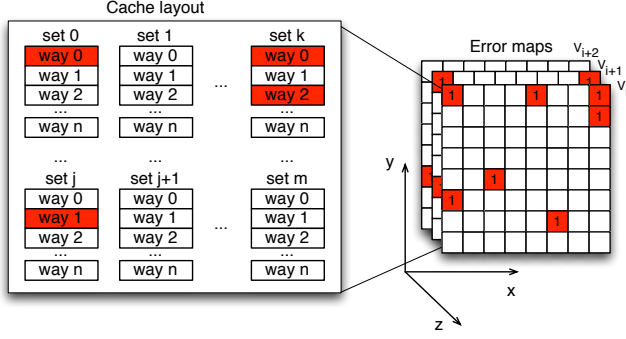 Cache layout
set 0 set 1 set k
way 0 way 0 way 0
way 1 way 1 way 1
way 2 way 2 ... way 2
... ... ...
way n way n way n
... ... ...
set j set j+1 set m
way 0 way 0 way 0
way 1 way 1 way 1
way 2 way 2 ... way 2
... ... ...
way n way n way n
Error maps
V i+2
V i+1
V
1 1
1 1 1
1
1
1
1 1
1
1
y
x
z